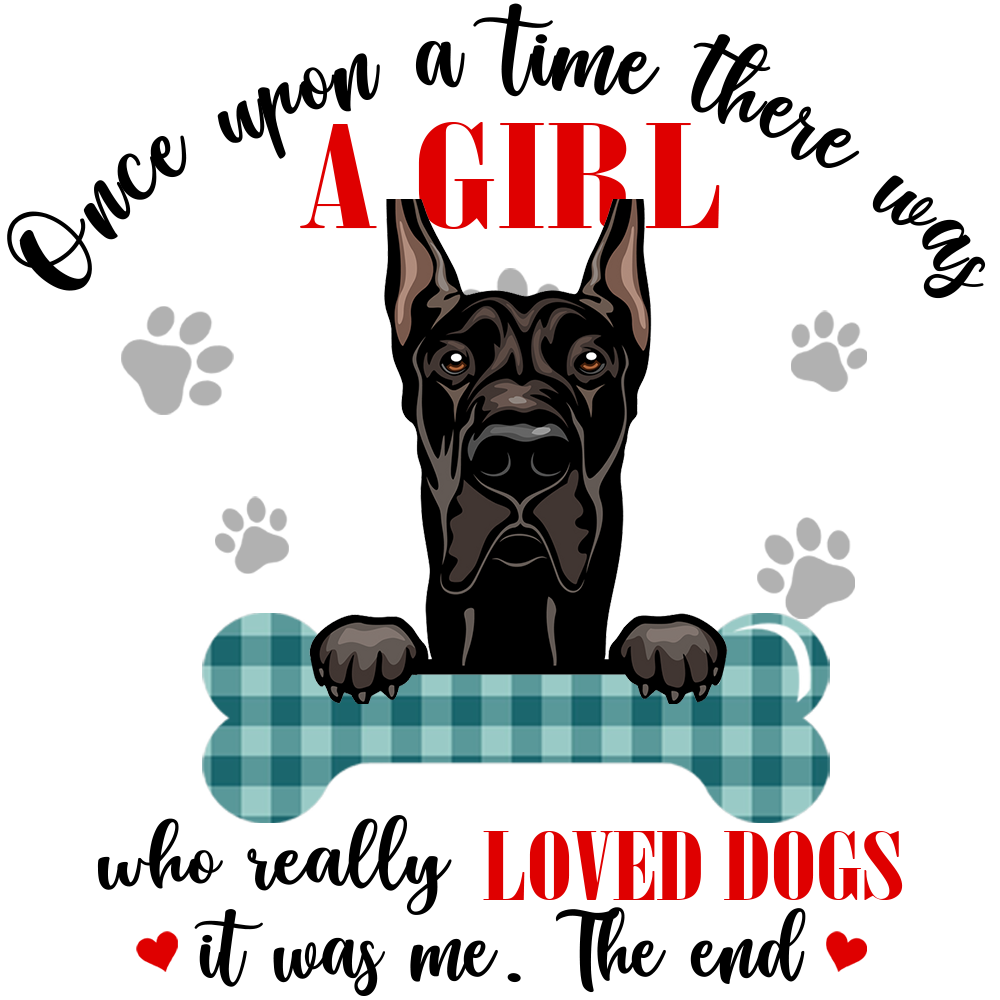 Once upon a time there was
A GIRL
who really LOVED DOGS
it was me. The end